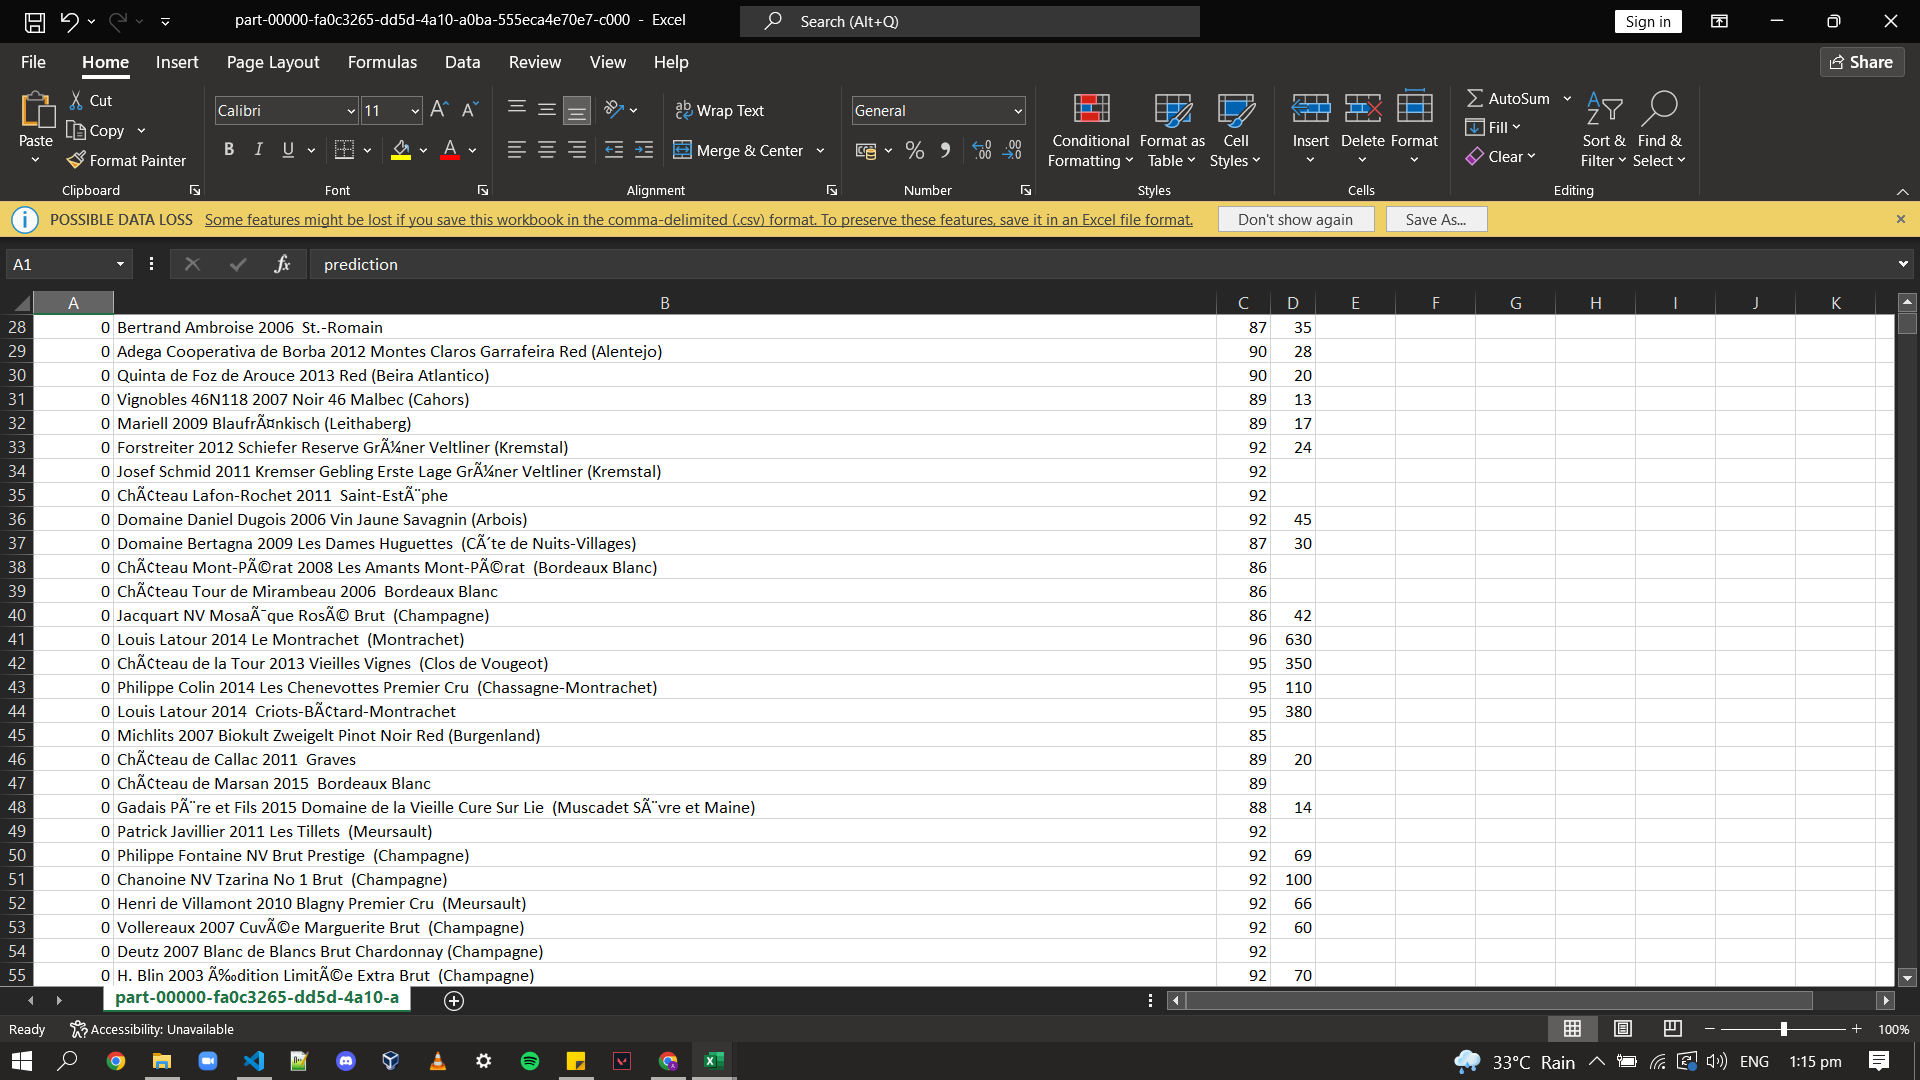 part-00000-fa0c3265-dd5d-4a10-a0ba-555eca4e70e7-c000 - Excel
Search (Alt+Q)
Sign in
File Home Insert Page Layout Formulas Data Review View Help
Share
Paste
Cut
Copy
Format Painter
Clipboard
Calibri 11
B I U
Font
Wrap Text
Merge & Center
Alignment
General
Number
Conditional Formatting
Format as Table
Cell Styles
Styles
Insert Delete Format
Cells
AutoSum
Fill
Clear
Sort & Filter
Find & Select
Editing
POSSIBLE DATA LOSS Some features might be lost if you save this workbook in the comma-delimited (.csv) format. To preserve these features, save it in an Excel file format. Don't show again Save As...
A1 fx prediction
A B C D E F G H I J K
28 0 Bertrand Ambroise 2006  St.-Romain 87 35
29 0 Adega Cooperativa de Borba 2012 Montes Claros Garrafeira Red (Alentejo) 90 28
30 0 Quinta de Foz de Arouce 2013 Red (Beira Atlantico) 90 20
31 0 Vignobles 46N118 2007 Noir 46 Malbec (Cahors) 89 13
32 0 Mariell 2009 BlaufrÃ¤nkisch (Leithaberg) 89 17
33 0 Forstreiter 2012 Schiefer Reserve GrÃ¼ner Veltliner (Kremstal) 92 24
34 0 Josef Schmid 2011 Kremser Gebling Erste Lage GrÃ¼ner Veltliner (Kremstal) 92
35 0 ChÃ¢teau Lafon-Rochet 2011  Saint-EstÃ¨phe 92
36 0 Domaine Daniel Dugois 2006 Vin Jaune Savagnin (Arbois) 92 45
37 0 Domaine Bertagna 2009 Les Dames Huguettes  (CÃ´te de Nuits-Villages) 87 30
38 0 ChÃ¢teau Mont-PÃ©rat 2008 Les Amants Mont-PÃ©rat  (Bordeaux Blanc) 86
39 0 ChÃ¢teau Tour de Mirambeau 2006  Bordeaux Blanc 86
40 0 Jacquart NV MosaÃ¯que RosÃ© Brut  (Champagne) 86 42
41 0 Louis Latour 2014 Le Montrachet  (Montrachet) 96 630
42 0 ChÃ¢teau de la Tour 2013 Vieilles Vignes  (Clos de Vougeot) 95 350
43 0 Philippe Colin 2014 Les Chenevottes Premier Cru  (Chassagne-Montrachet) 95 110
44 0 Louis Latour 2014  Criots-BÃ¢tard-Montrachet 95 380
45 0 Michlits 2007 Biokult Zweigelt Pinot Noir Red (Burgenland) 85
46 0 ChÃ¢teau de Callac 2011  Graves 89 20
47 0 ChÃ¢teau de Marsan 2015  Bordeaux Blanc 89
48 0 Gadais PÃ¨re et Fils 2015 Domaine de la Vieille Cure Sur Lie  (Muscadet SÃ¨vre et Maine) 88 14
49 0 Patrick Javillier 2011 Les Tillets  (Meursault) 92
50 0 Philippe Fontaine NV Brut Prestige  (Champagne) 92 69
51 0 Chanoine NV Tzarina No 1 Brut  (Champagne) 92 100
52 0 Henri de Villamont 2010 Blagny Premier Cru  (Meursault) 92 66
53 0 Vollereaux 2007 CuvÃ©e Marguerite Brut  (Champagne) 92 60
54 0 Deutz 2007 Blanc de Blancs Brut Chardonnay (Champagne) 92
55 0 H. Blin 2003 Ã‰dition LimitÃ©e Extra Brut  (Champagne) 92 70
part-00000-fa0c3265-dd5d-4a10-a
Ready Accessibility: Unavailable 100%
33°C Rain ENG 1:15 pm